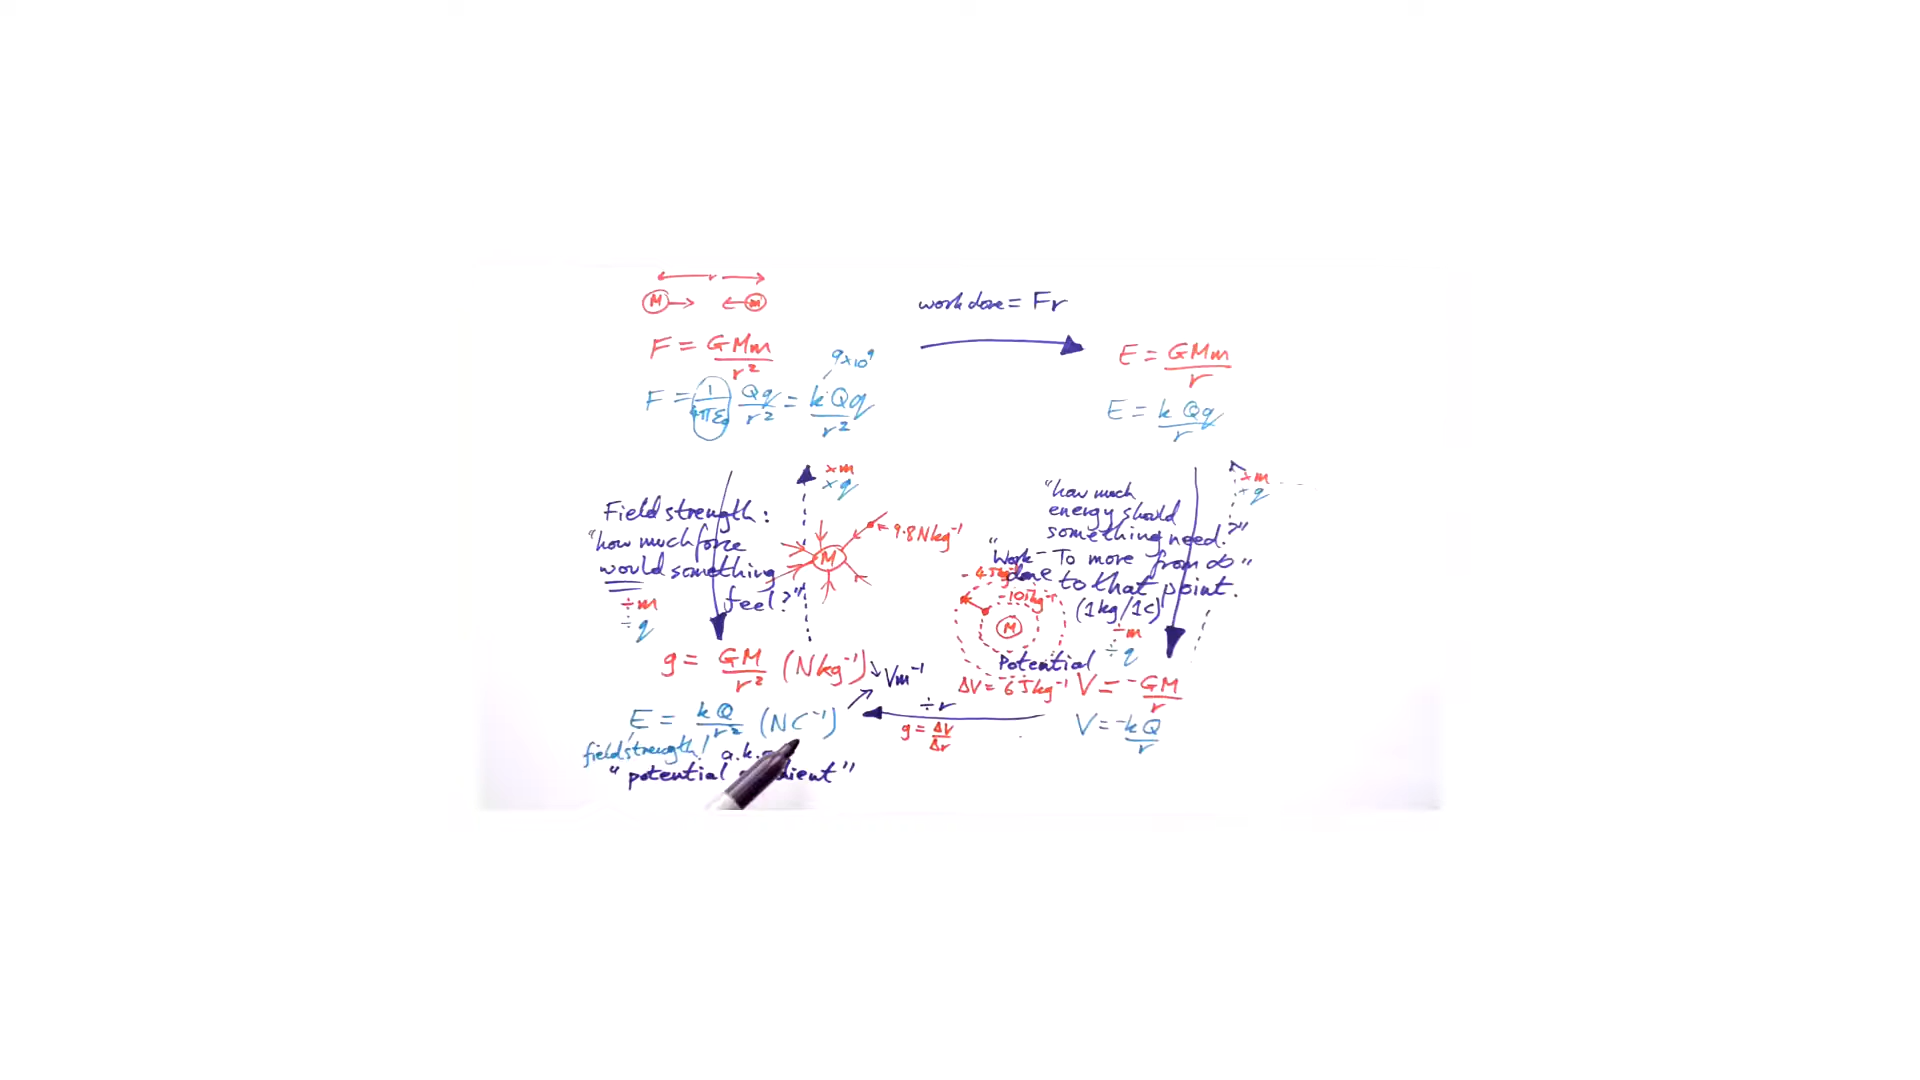 r
M m
F = GMm / r²
F = 1/4πε₀ Qq/r² = kQq / r²
9×10⁹
work done = Fr
E = GMm / r
E = kQq / r
×m
×q
Field strength:
"how much force
would something
feel?"
÷m
÷q
M
9.8Nkg⁻¹
g = GM / r² (Nkg⁻¹)
Vm⁻¹
E = kQ / r² (NC⁻¹)
field strength! a.k.
"potential dient"
"how much
energy should
something need?"
×m
+q
"Work - To move from ∞"
done to that point.
(1kg/1C)
M
÷m
÷q
Potential
ΔV = 6Jkg⁻¹
V = -GM / r
V = -kQ / r
÷r
g = ΔV / Δr